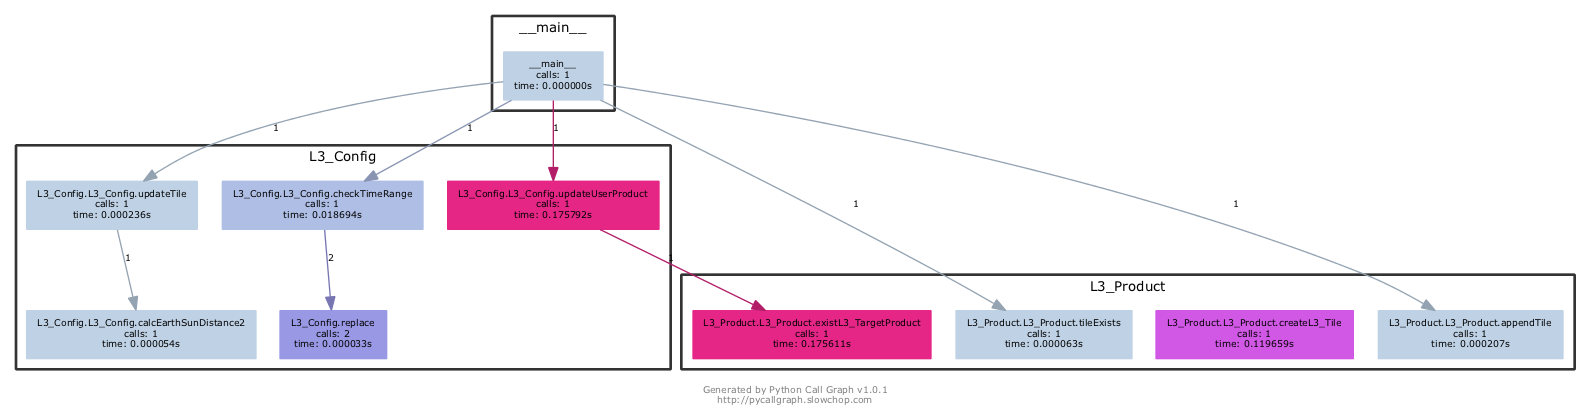 __main__
__main__
calls: 1
time: 0.000000s
1
1
1
1
1
L3_Config
L3_Config.L3_Config.updateTile
calls: 1
time: 0.000236s
L3_Config.L3_Config.checkTimeRange
calls: 1
time: 0.018694s
L3_Config.L3_Config.updateUserProduct
calls: 1
time: 0.175792s
1
2
1
L3_Config.L3_Config.calcEarthSunDistance2
calls: 1
time: 0.000054s
L3_Config.replace
calls: 2
time: 0.000033s
L3_Product
L3_Product.L3_Product.existL3_TargetProduct
calls: 1
time: 0.175611s
L3_Product.L3_Product.tileExists
calls: 1
time: 0.000063s
L3_Product.L3_Product.createL3_Tile
calls: 1
time: 0.119659s
L3_Product.L3_Product.appendTile
calls: 1
time: 0.000207s
Generated by Python Call Graph v1.0.1
http://pycallgraph.slowchop.com